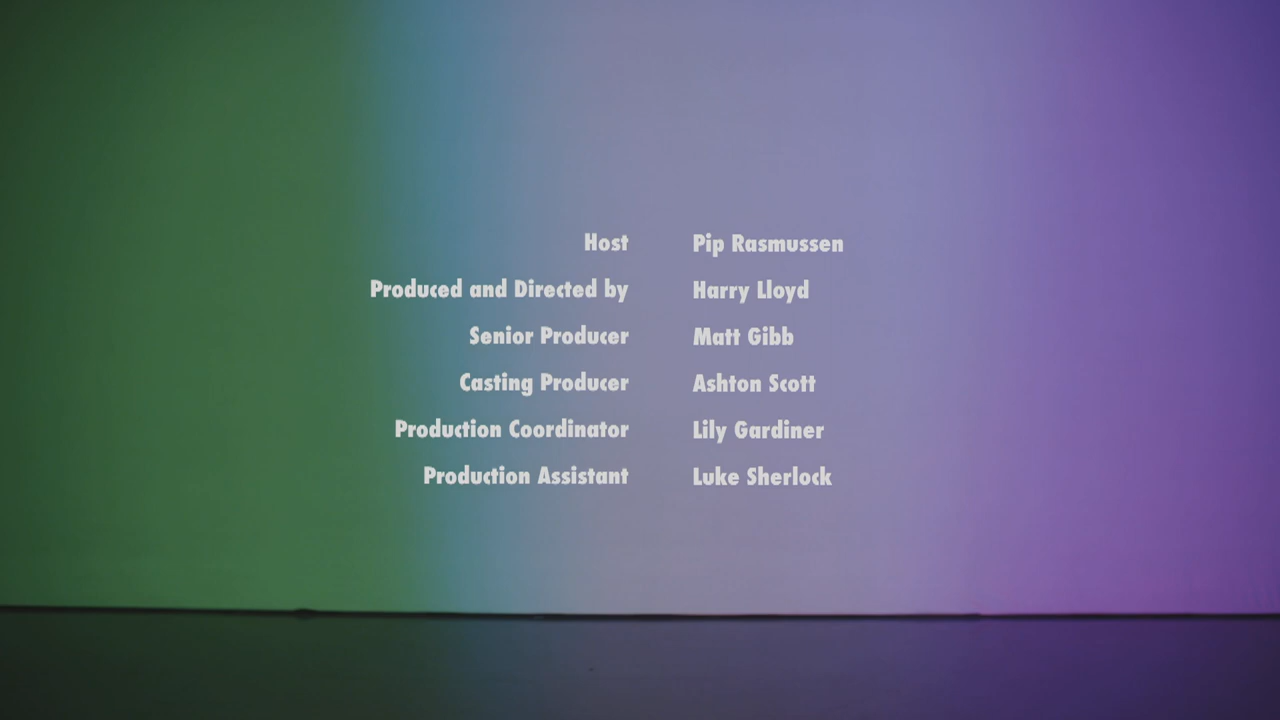 Host Pip Rasmussen
Produced and Directed by Harry Lloyd
Senior Producer Matt Gibb
Casting Producer Ashton Scott
Production Coordinator Lily Gardiner
Production Assistant Luke Sherlock